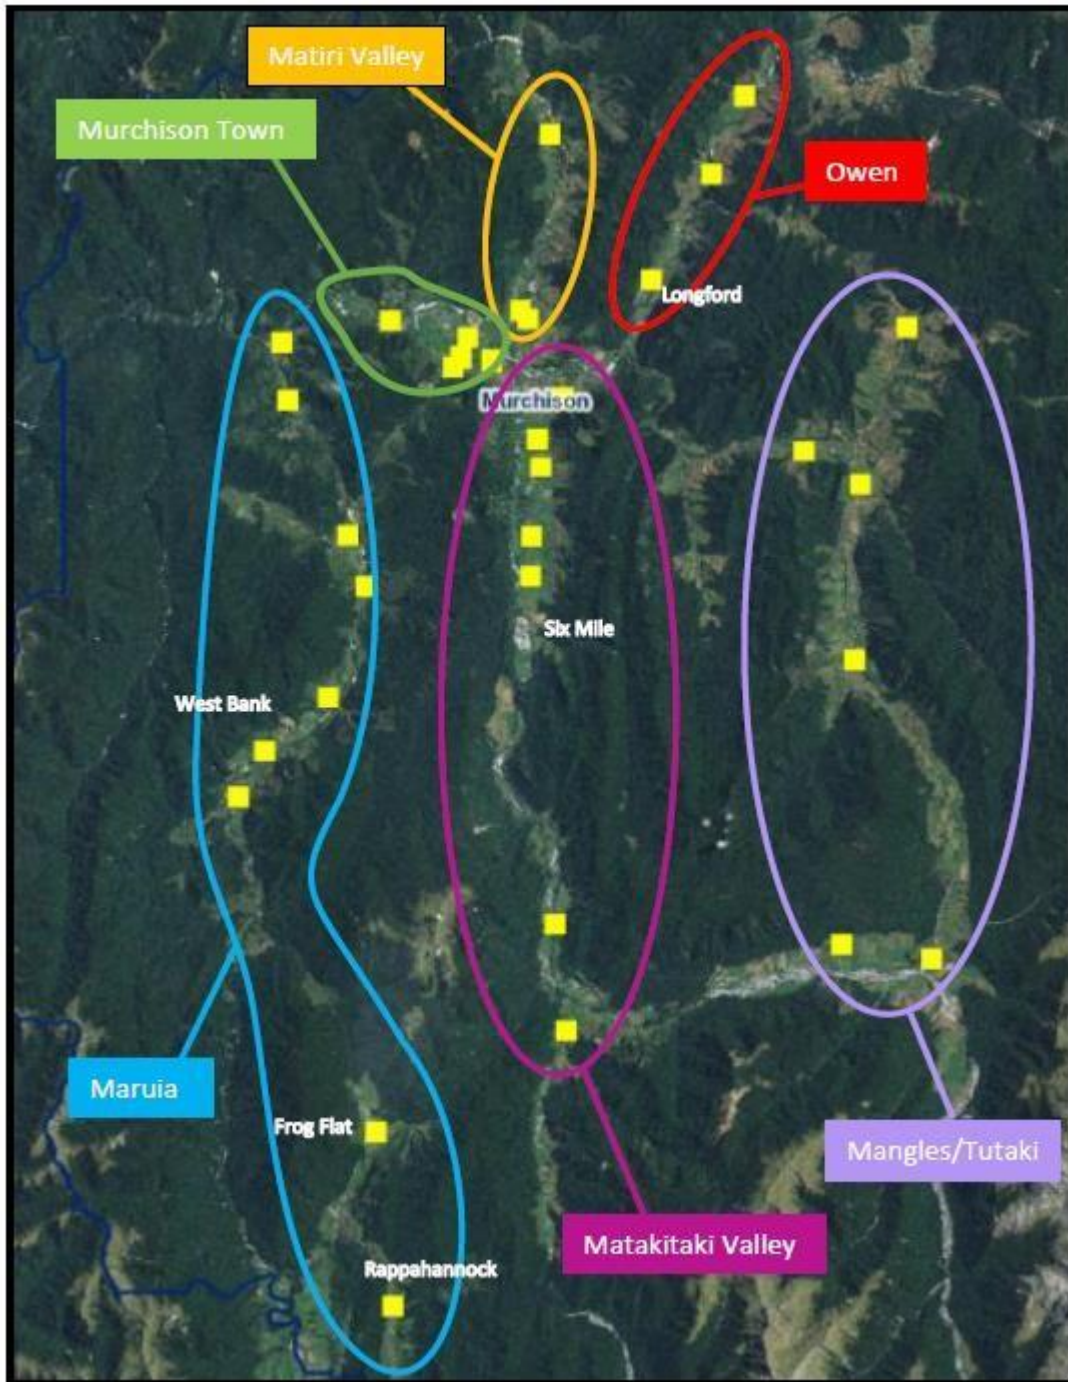 Matiri Valley
Murchison Town
Owen
Longford
Murchison
Six Mile
West Bank
Maruia
Frog Flat
Mangles/Tutaki
Matakitaki Valley
Rappahannock